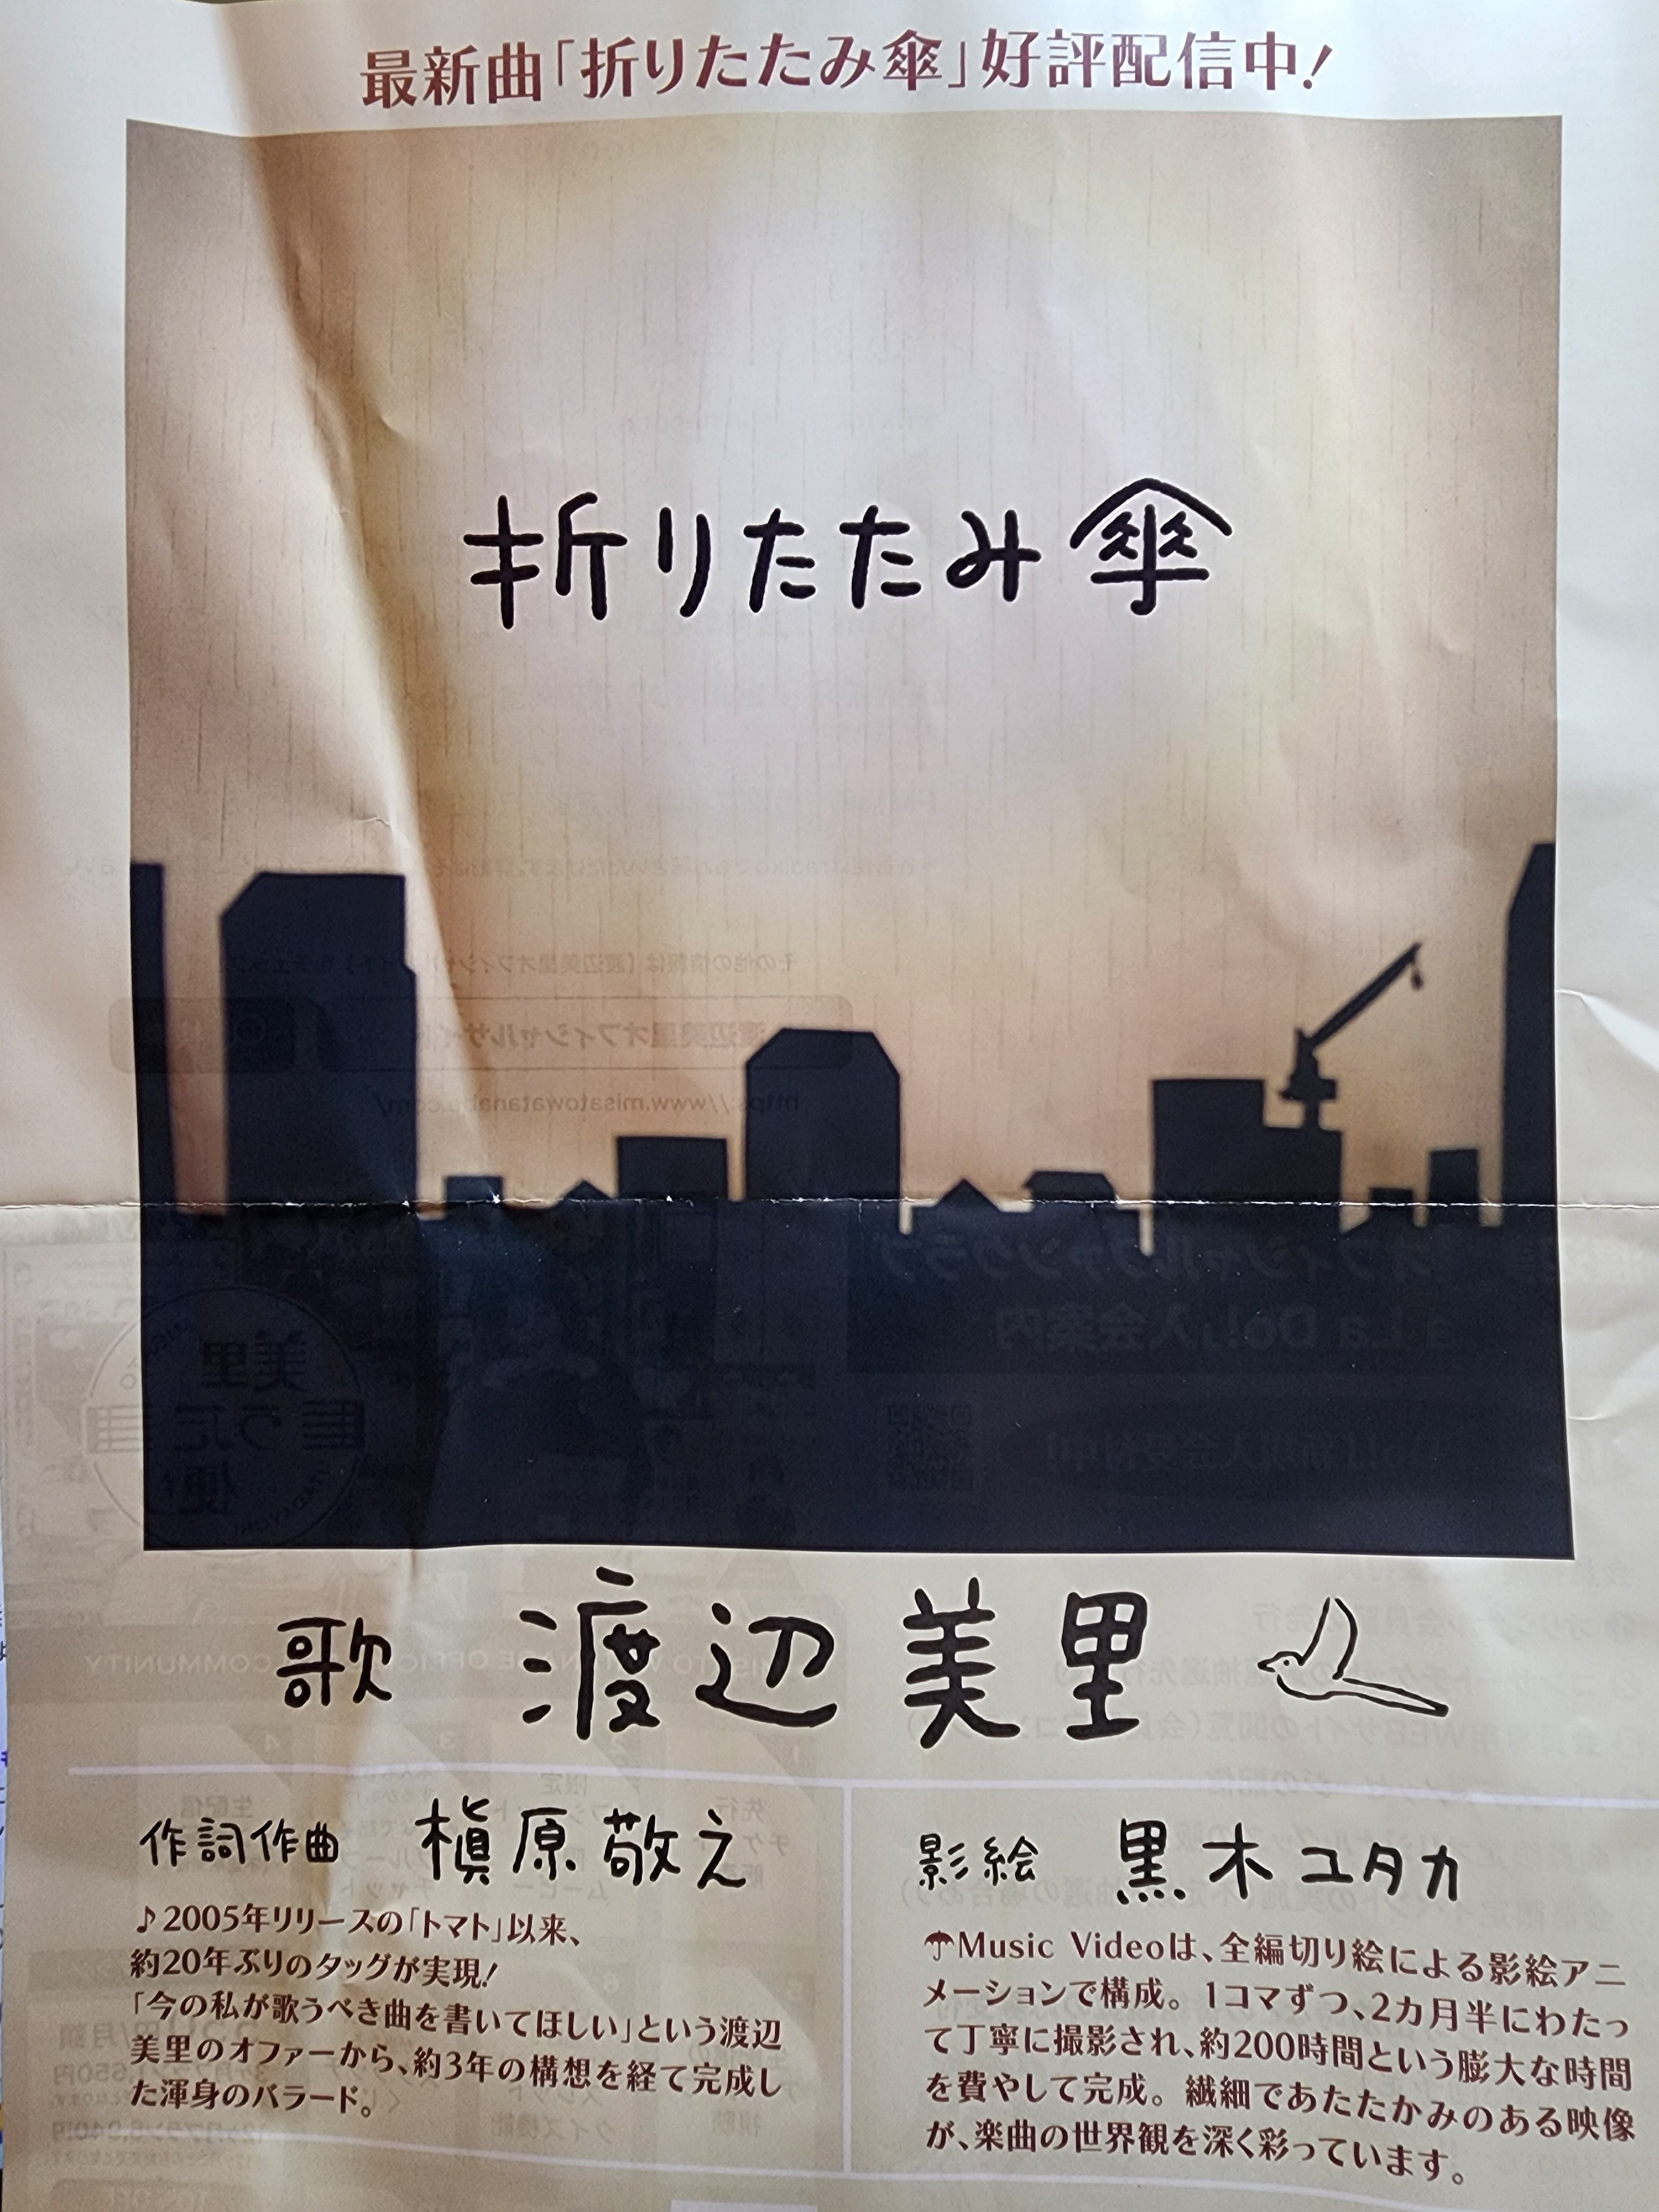 最新曲「折りたたみ傘」好評配信中!
折りたたみ傘
歌 渡辺美里
作詞作曲 槇原敬之
♪2005年リリースの「トマト」以来、
約20年ぶりのタッグが実現!
「今の私が歌うべき曲を書いてほしい」という渡辺
美里のオファーから、約3年の構想を経て完成し
た渾身のバラード。
影絵 黒木ユタカ
☂Music Videoは、全編切り絵による影絵アニ
メーションで構成。1コマずつ、2カ月半にわたっ
て丁寧に撮影され、約200時間という膨大な時間
を費やして完成。繊細であたたかみのある映像
が、楽曲の世界観を深く彩っています。